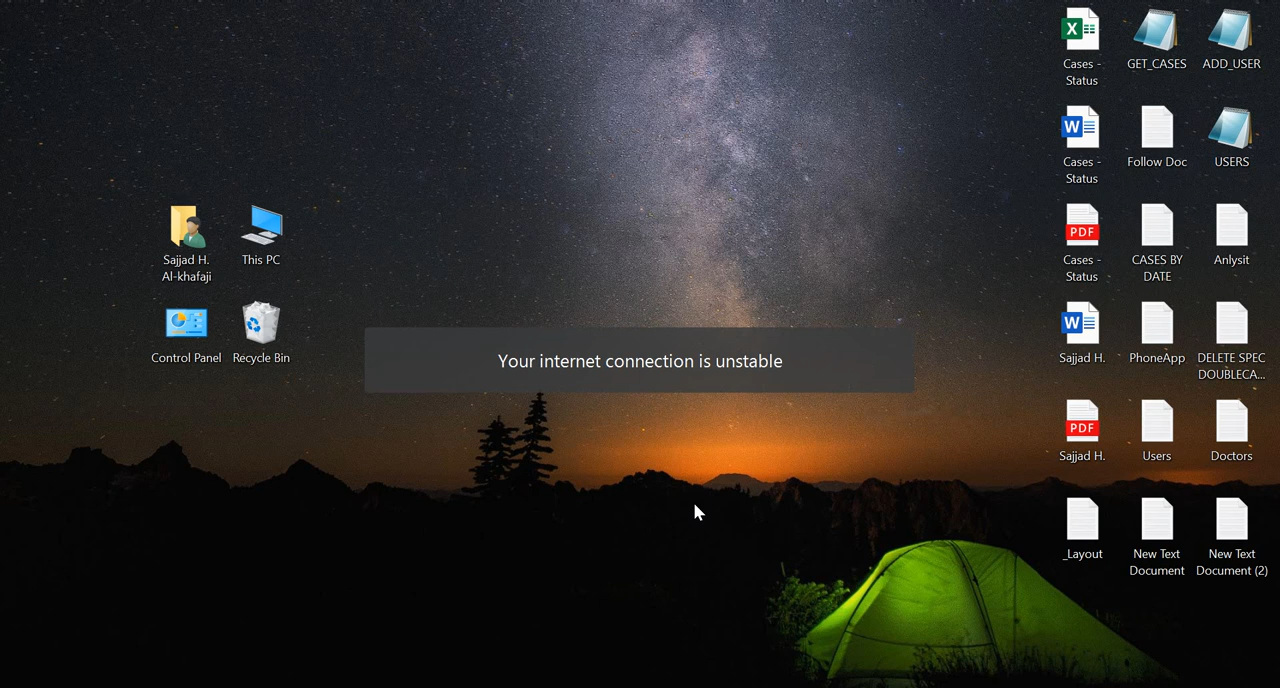 Cases -
Status
GET_CASES
ADD_USER
Cases -
Status
Follow Doc
USERS
Sajjad H.
Al-khafaji
This PC
PDF
Cases -
Status
CASES BY
DATE
Anlysit
Control Panel
Recycle Bin
Sajjad H.
PhoneApp
DELETE SPEC
DOUBLECA...
Your internet connection is unstable
PDF
Sajjad H.
Users
Doctors
_Layout
New Text
Document
New Text
Document (2)